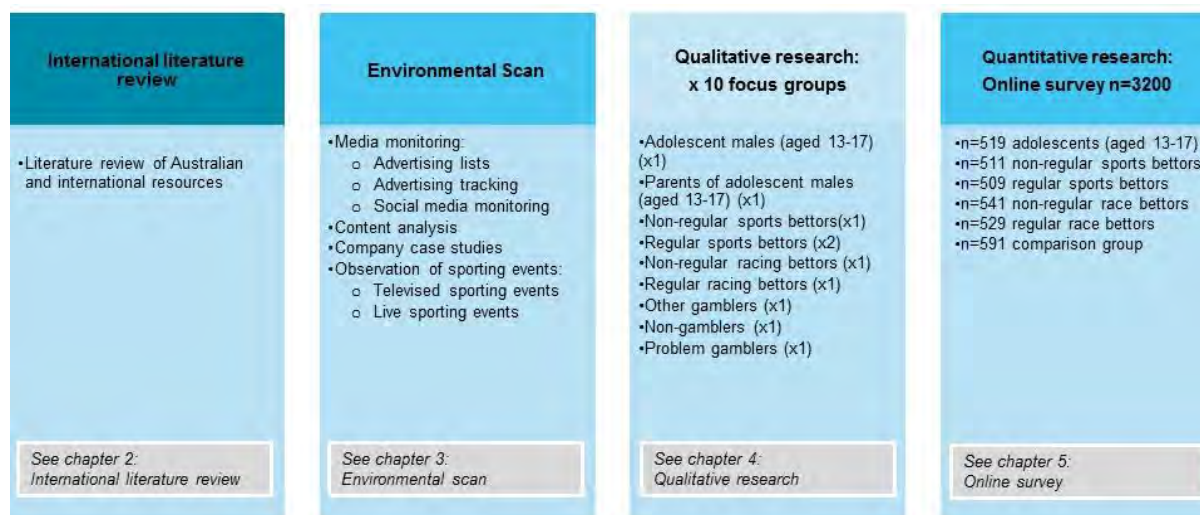 International literature
review
•Literature review of Australian
and international resources
See chapter 2:
International literature review
Environmental Scan
•Media monitoring:
o Advertising lists
o Advertising tracking
o Social media monitoring
•Content analysis
•Company case studies
•Observation of sporting events:
o Televised sporting events
o Live sporting events
See chapter 3:
Environmental scan
Qualitative research:
x 10 focus groups
•Adolescent males (aged 13-17)
(x1)
•Parents of adolescent males
(aged 13-17) (x1)
•Non-regular sports bettors(x1)
•Regular sports bettors (x2)
•Non-regular racing bettors (x1)
•Regular racing bettors (x1)
•Other gamblers (x1)
•Non-gamblers (x1)
•Problem gamblers (x1)
See chapter 4:
Qualitative research
Quantitative research:
Online survey n=3200
•n=519 adolescents (aged 13-17)
•n=511 non-regular sports bettors
•n=509 regular sports bettors
•n=541 non-regular race bettors
•n=529 regular race bettors
•n=591 comparison group
See chapter 5:
Online survey